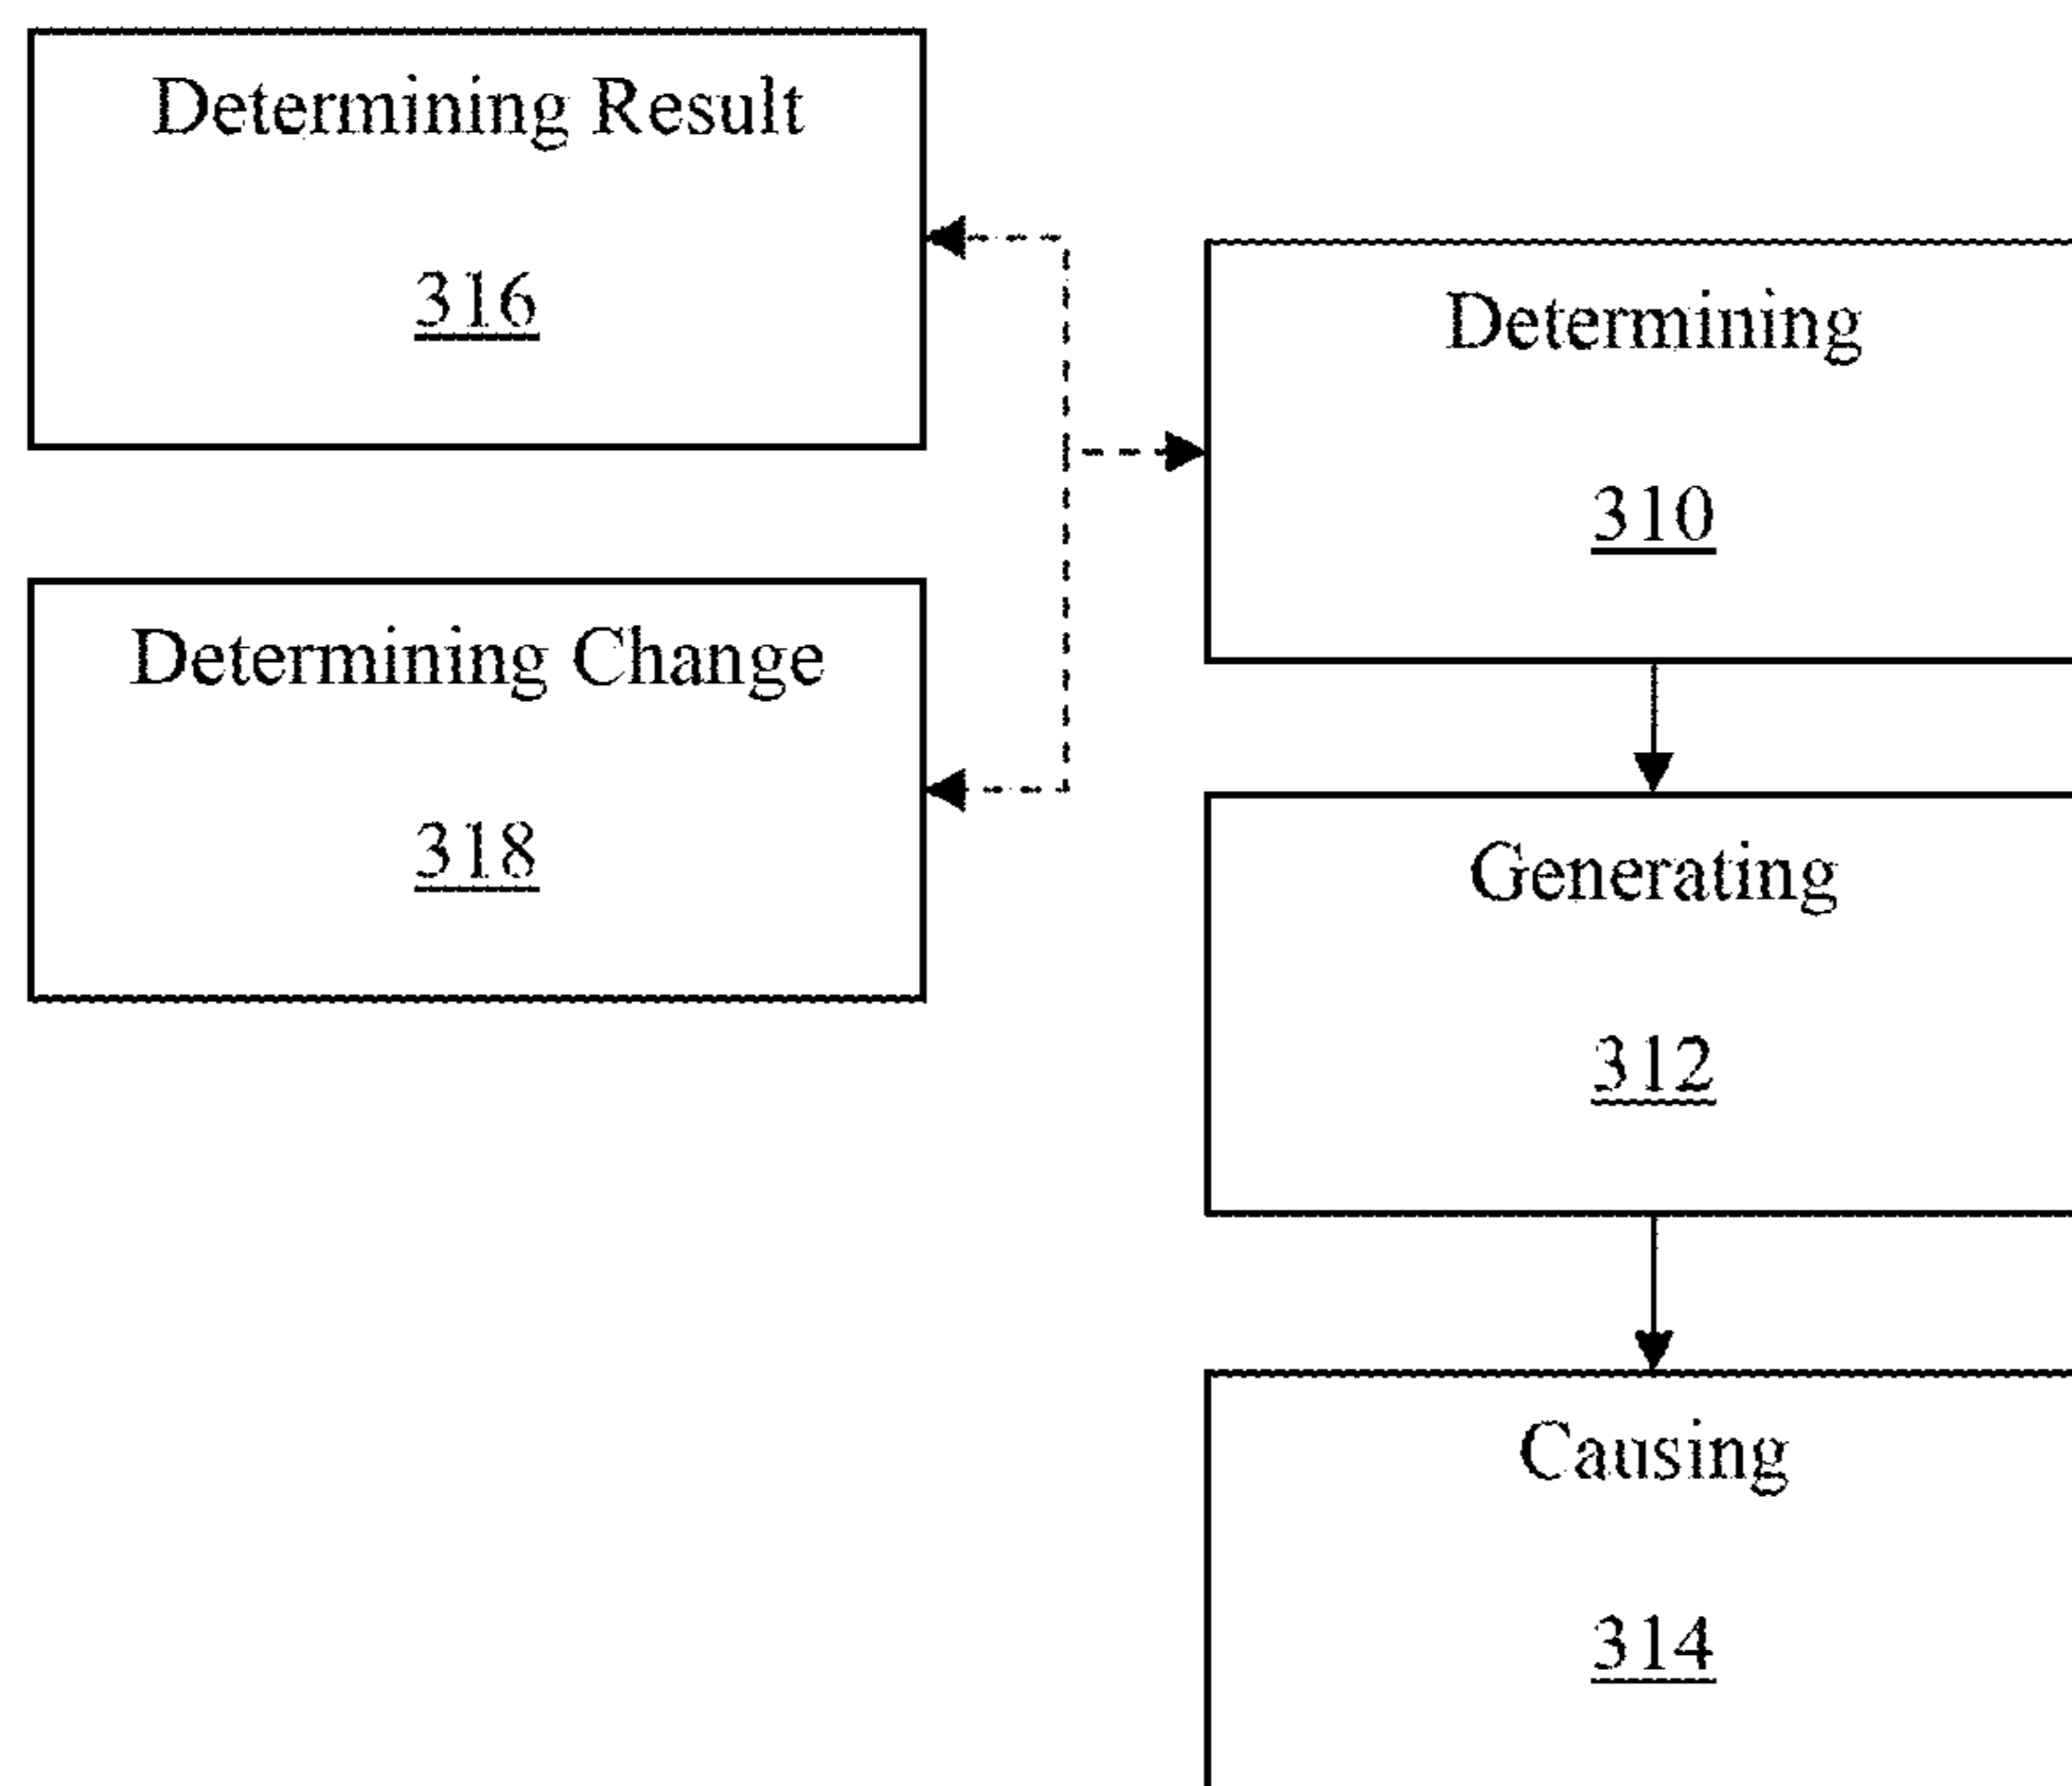 Determining Result
316
Determining Change
318
Determining
310
Generating
312
Causing
314